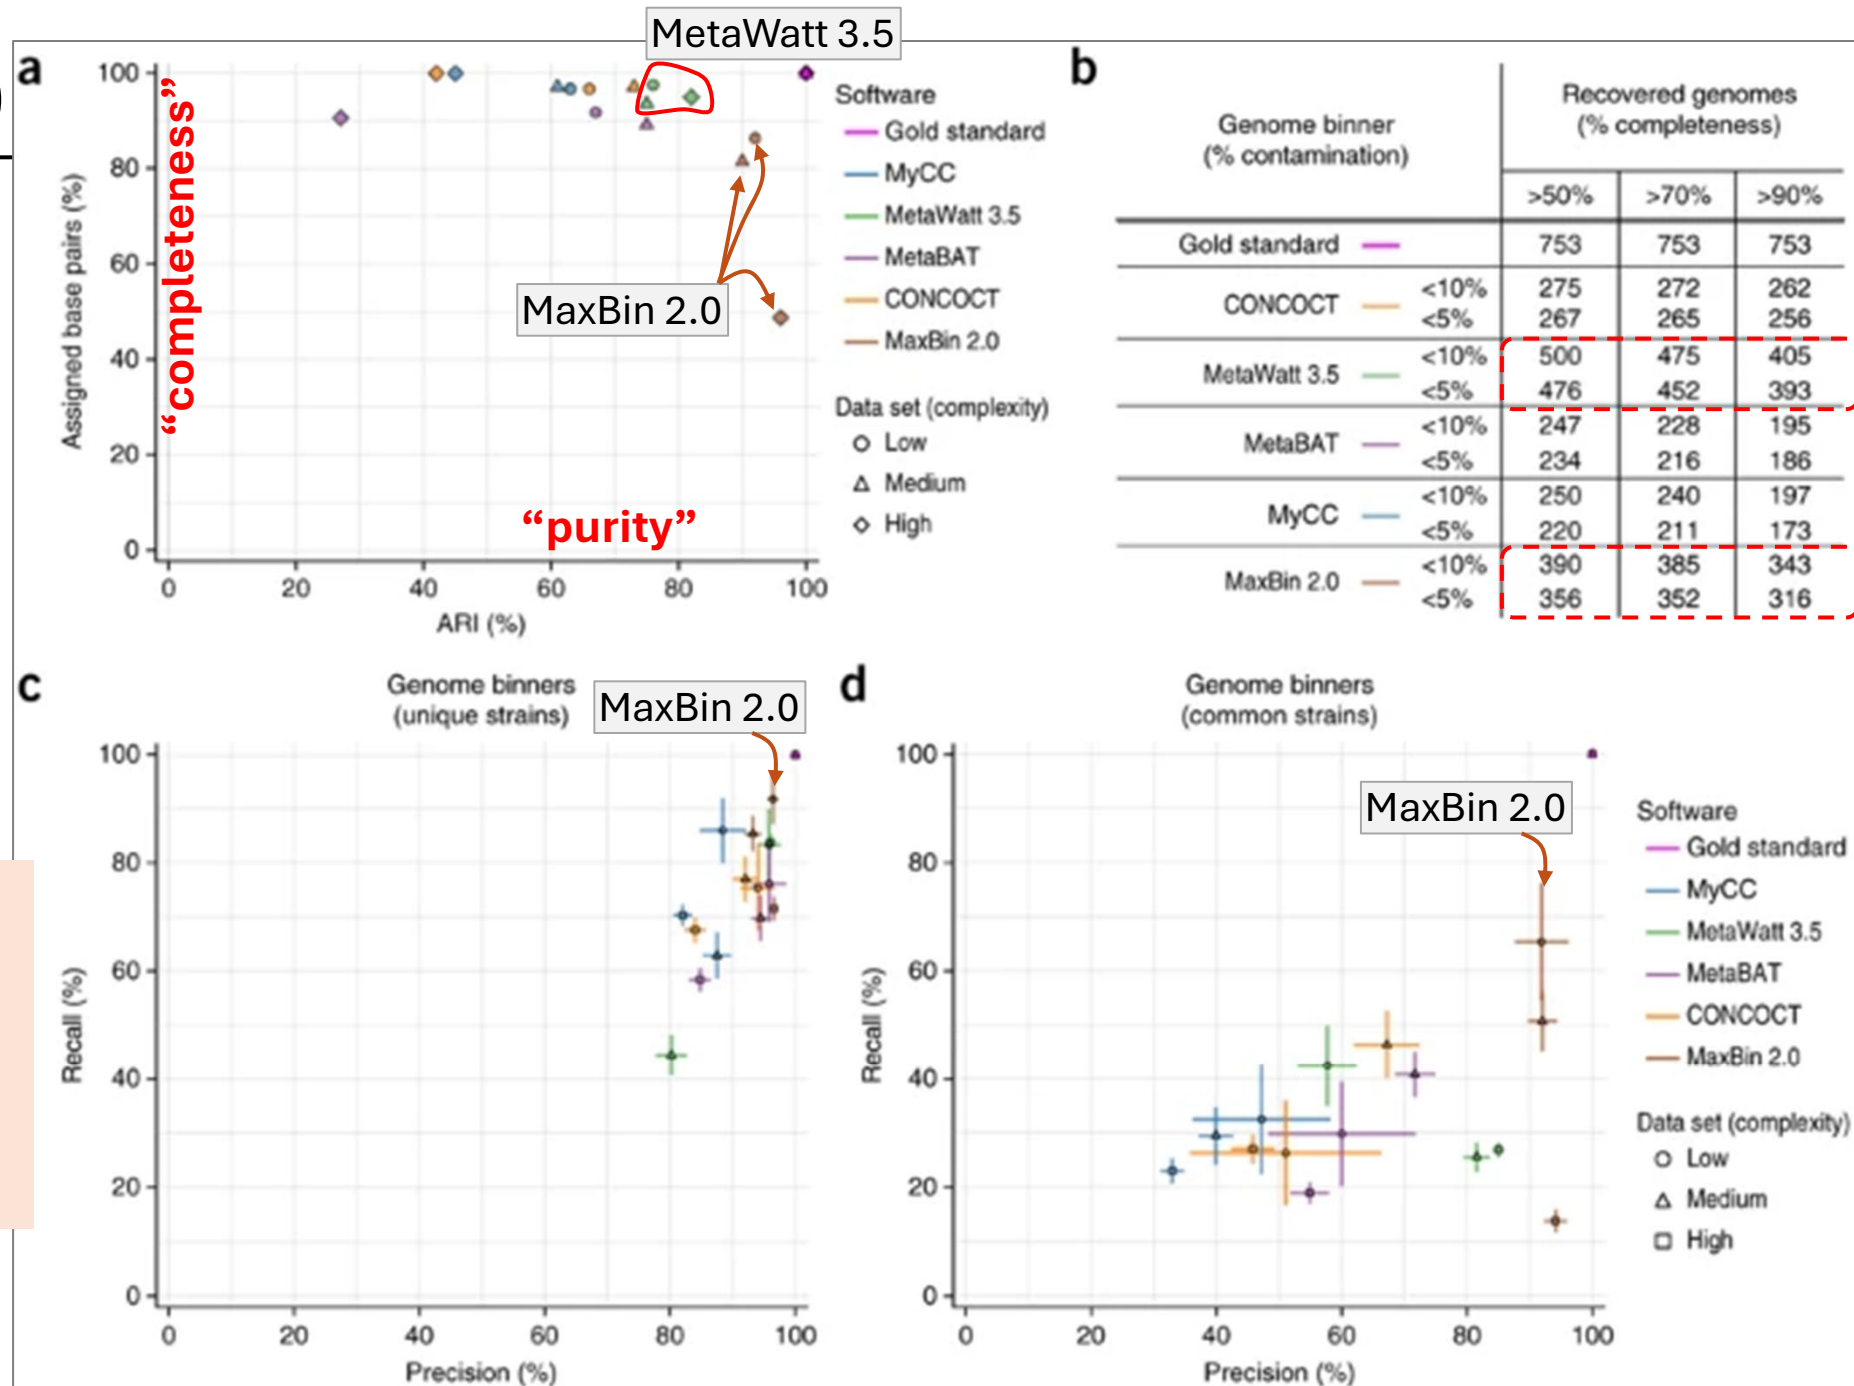 )
a
MetaWatt 3.5
“completeness”
Assigned base pairs (%)
100
80
60
40
20
0
MaxBin 2.0
“purity”
0 20 40 60 80 100
ARI (%)
Software
Gold standard
MyCC
MetaWatt 3.5
MetaBAT
CONCOCT
MaxBin 2.0
Data set (complexity)
Low
Medium
High
b
Genome binner
(% contamination)
Recovered genomes
(% completeness)
>50% >70% >90%
Gold standard 753 753 753
CONCOCT <10% 275 272 262
<5% 267 265 256
MetaWatt 3.5 <10% 500 475 405
<5% 476 452 393
MetaBAT <10% 247 228 195
<5% 234 216 186
MyCC <10% 250 240 197
<5% 220 211 173
MaxBin 2.0 <10% 390 385 343
<5% 356 352 316
c
Genome binners
(unique strains)
MaxBin 2.0
Recall (%)
100
80
60
40
20
0
0 20 40 60 80 100
Precision (%)
d
Genome binners
(common strains)
MaxBin 2.0
Recall (%)
100
80
60
40
20
0
0 20 40 60 80 100
Precision (%)
Software
Gold standard
MyCC
MetaWatt 3.5
MetaBAT
CONCOCT
MaxBin 2.0
Data set (complexity)
Low
Medium
High